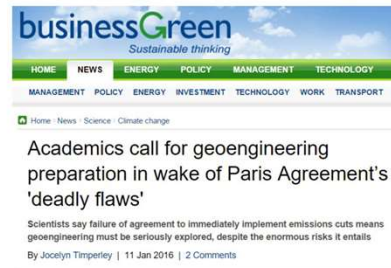 businessGreen
Sustainable thinking
HOME NEWS ENERGY POLICY MANAGEMENT TECHNOLOGY
MANAGEMENT POLICY ENERGY INVESTMENT TECHNOLOGY WORK TRANSPORT
Home › News › Science › Climate change
Academics call for geoengineering
preparation in wake of Paris Agreement's
'deadly flaws'
Scientists say failure of agreement to immediately implement emissions cuts means
geoengineering must be seriously explored, despite the enormous risks it entails
By Jocelyn Timperley | 11 Jan 2016 | 2 Comments